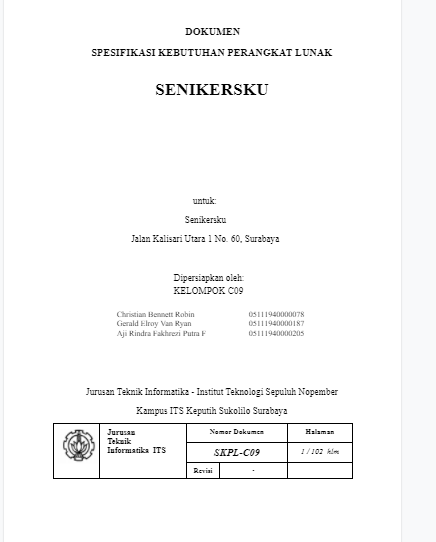 DOKUMEN
SPESIFIKASI KEBUTUHAN PERANGKAT LUNAK
SENIKERSKU
untuk:
Senikersku
Jalan Kalisari Utara 1 No. 60, Surabaya
Dipersiapkan oleh:
KELOMPOK C09
Christian Bennett Robin 05111940000078
Gerald Elroy Van Ryan 05111940000187
Aji Rindra Fakhrezi Putra F 05111940000205
Jurusan Teknik Informatika - Institut Teknologi Sepuluh Nopember
Kampus ITS Keputih Sukolilo Surabaya
Jurusan
Teknik
Informatika ITS
Nomor Dokumen
Halaman
SKPL-C09
1 / 102 hlm
Revisi
-